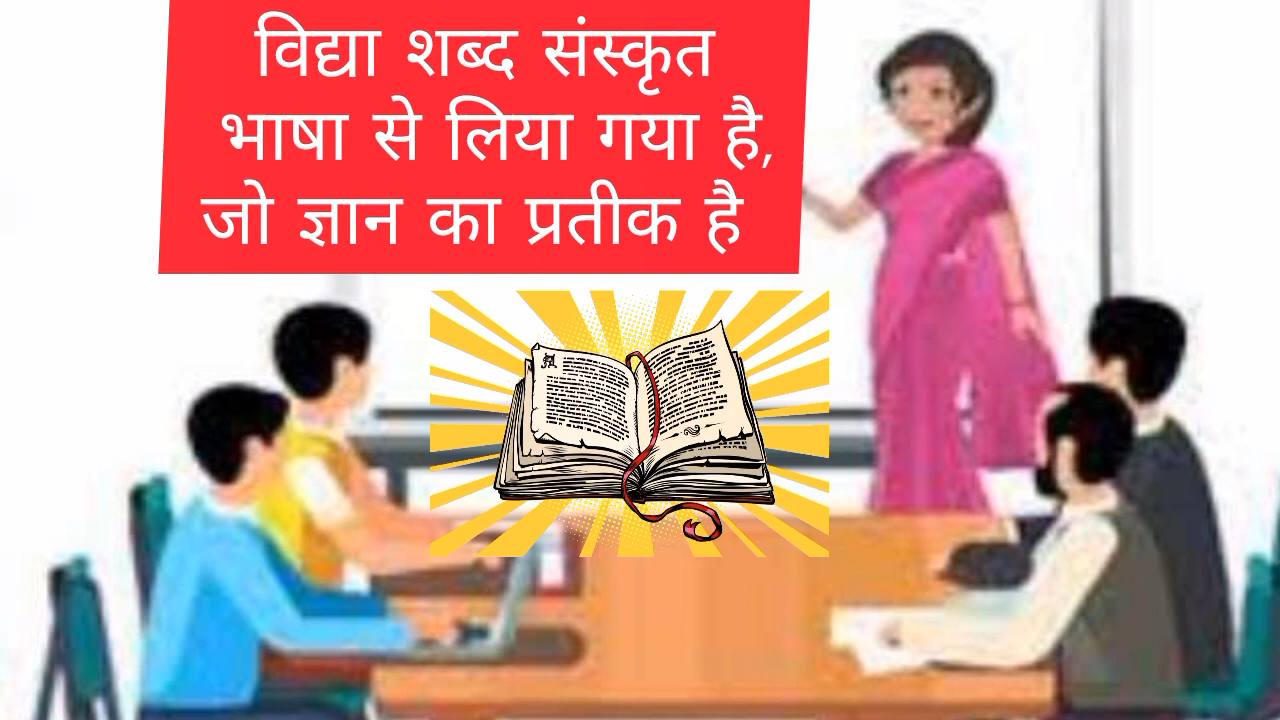 विद्या शब्द संस्कृत
भाषा से लिया गया है,
जो ज्ञान का प्रतीक है